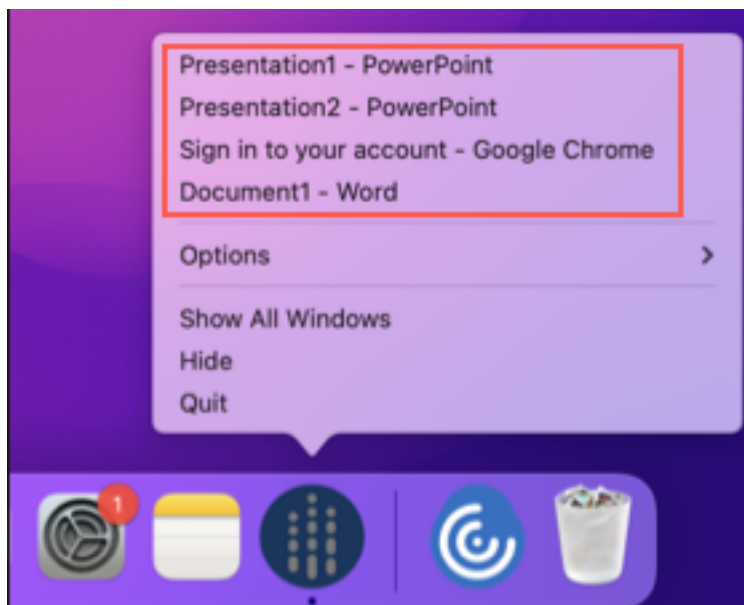 Presentation1 - PowerPoint
Presentation2 - PowerPoint
Sign in to your account - Google Chrome
Document1 - Word
Options
Show All Windows
Hide
Quit
1